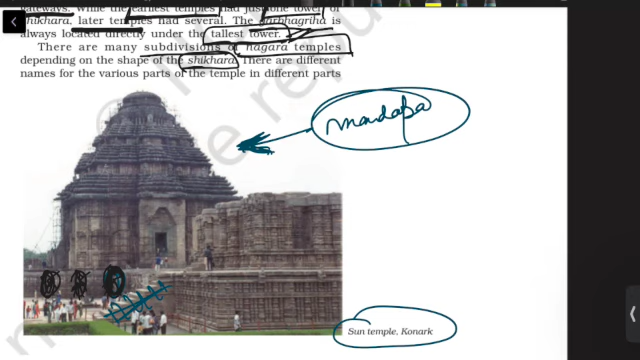 gateways. While the earliest temples had just one tower or
shikhara, later temples had several. The garbhagriha is
always located directly under the tallest tower.
There are many subdivisions of nagara temples
depending on the shape of the shikhara. There are different
names for the various parts of the temple in different parts
mandapa
Sun temple, Konark